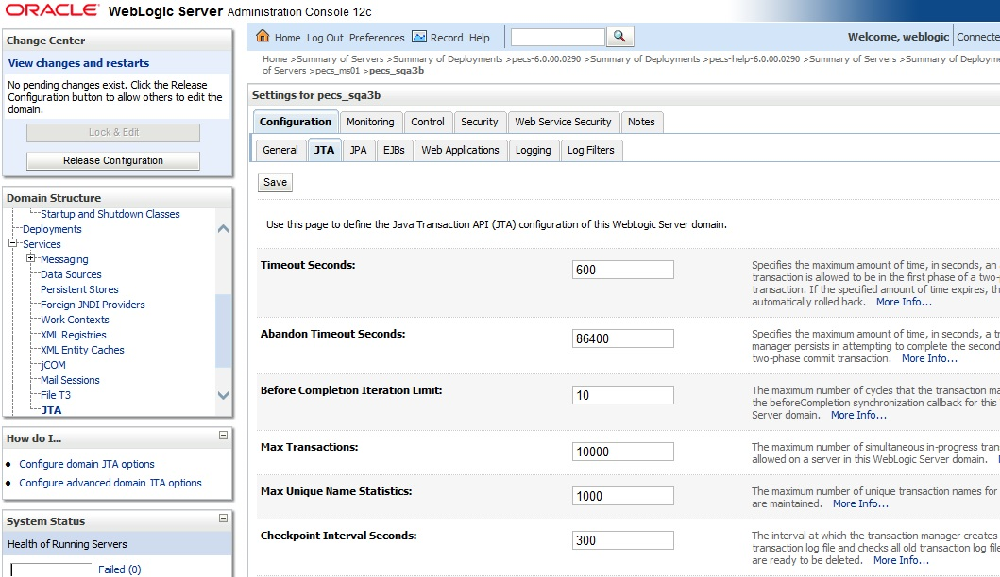 ORACLE WebLogic Server Administration Console 12c
Change Center
View changes and restarts
No pending changes exist. Click the Release
Configuration button to allow others to edit the
domain.
Lock & Edit
Release Configuration
Domain Structure
Startup and Shutdown Classes
Deployments
Services
Messaging
Data Sources
Persistent Stores
Foreign JNDI Providers
Work Contexts
XML Registries
XML Entity Caches
jCOM
Mail Sessions
File T3
JTA
How do I...
Configure domain JTA options
Configure advanced domain JTA options
System Status
Health of Running Servers
Failed (0)
Home Log Out Preferences Record Help
Welcome, weblogic Connecte
Home >Summary of Servers >Summary of Deployments >pecs-6.0.00.0290 >Summary of Deployments >pecs-help-6.0.00.0290 >Summary of Servers >Summary of Deployme
of Servers >pecs_ms01 >pecs_sqa3b
Settings for pecs_sqa3b
Configuration Monitoring Control Security Web Service Security Notes
General JTA JPA EJBs Web Applications Logging Log Filters
Save
Use this page to define the Java Transaction API (JTA) configuration of this WebLogic Server domain.
Timeout Seconds:
600
Specifies the maximum amount of time, in seconds, an
transaction is allowed to be in the first phase of a two-
transaction. If the specified amount of time expires, th
automatically rolled back. More Info...
Abandon Timeout Seconds:
86400
Specifies the maximum amount of time, in seconds, a tr
manager persists in attempting to complete the second
two-phase commit transaction. More Info...
Before Completion Iteration Limit:
10
The maximum number of cycles that the transaction ma
the beforeCompletion synchronization callback for this
Server domain. More Info...
Max Transactions:
10000
The maximum number of simultaneous in-progress tran
allowed on a server in this WebLogic Server domain.
Max Unique Name Statistics:
1000
The maximum number of unique transaction names for
are maintained. More Info...
Checkpoint Interval Seconds:
300
The interval at which the transaction manager creates
transaction log file and checks all old transaction log file
are ready to be deleted. More Info...